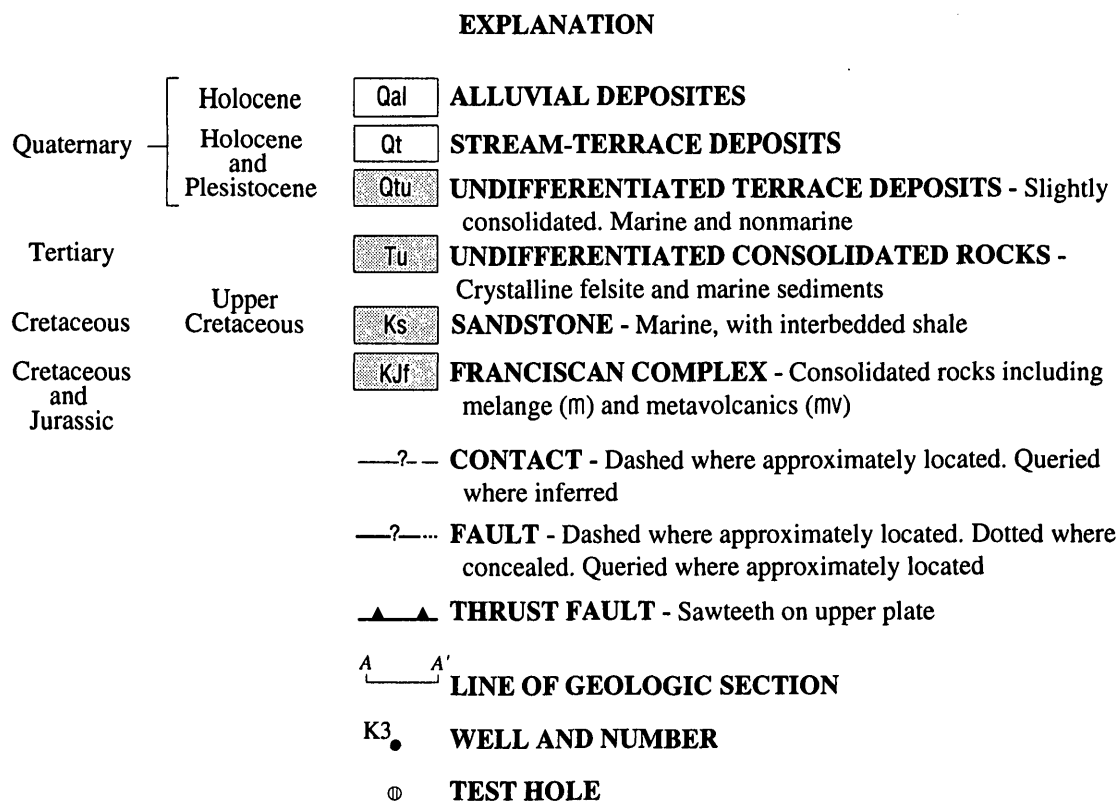 EXPLANATION
Quaternary
Holocene
Qal
ALLUVIAL DEPOSITES
Holocene
and
Plesistocene
Qt
STREAM-TERRACE DEPOSITS
Qtu
UNDIFFERENTIATED TERRACE DEPOSITS - Slightly
consolidated. Marine and nonmarine
Tertiary
Tu
UNDIFFERENTIATED CONSOLIDATED ROCKS -
Crystalline felsite and marine sediments
Cretaceous
Upper
Cretaceous
Ks
SANDSTONE - Marine, with interbedded shale
Cretaceous
and
Jurassic
KJf
FRANCISCAN COMPLEX - Consolidated rocks including
melange (m) and metavolcanics (mv)
? CONTACT - Dashed where approximately located. Queried
where inferred
? FAULT - Dashed where approximately located. Dotted where
concealed. Queried where approximately located
THRUST FAULT - Sawteeth on upper plate
A A'
LINE OF GEOLOGIC SECTION
K3 WELL AND NUMBER
TEST HOLE